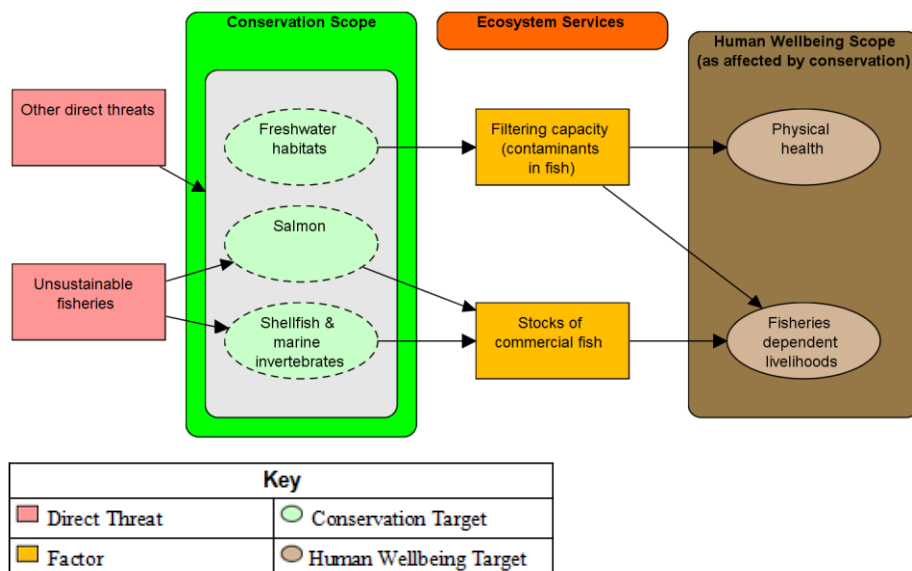 Conservation Scope
Ecosystem Services
Human Wellbeing Scope
(as affected by conservation)
Other direct threats
Freshwater
habitats
Filtering capacity
(contaminants
in fish)
Physical
health
Salmon
Unsustainable
fisheries
Shellfish &
marine
invertebrates
Stocks of
commercial fish
Fisheries
dependent
livelihoods
Key
Direct Threat
Conservation Target
Factor
Human Wellbeing Target